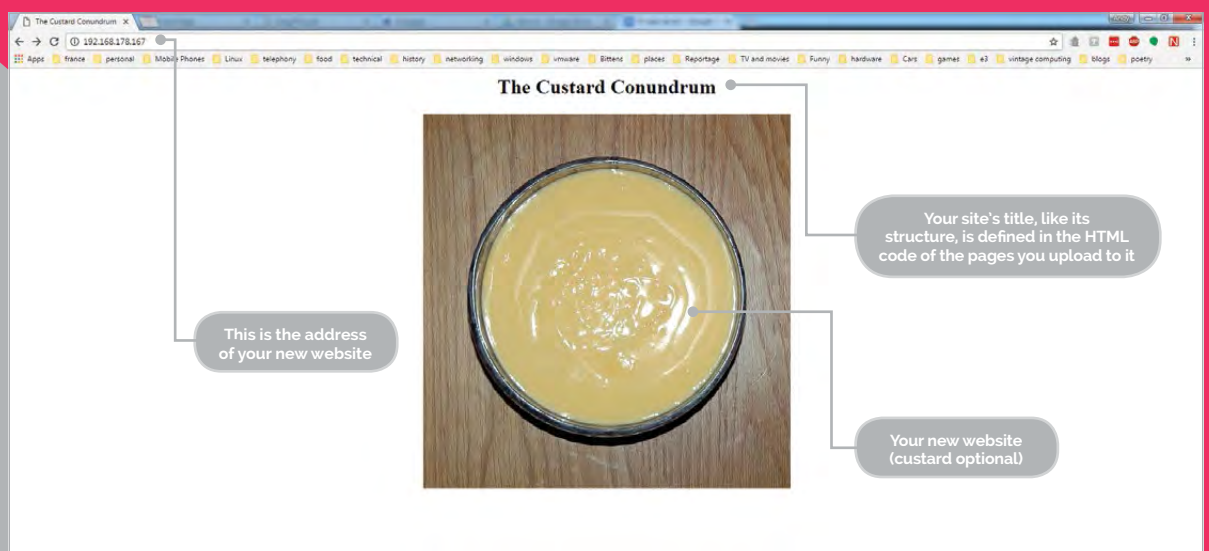 The Custard Conundrum
192.168.178.167
Apps france personal Mobile Phones Linux telephony food technical history networking windows vmware Bittens places Reportage TV and movies Funny hardware Cars games e3 vintage computing blogs poetry »
The Custard Conundrum
Your site's title, like its
structure, is defined in the HTML
code of the pages you upload to it
This is the address
of your new website
Your new website
(custard optional)